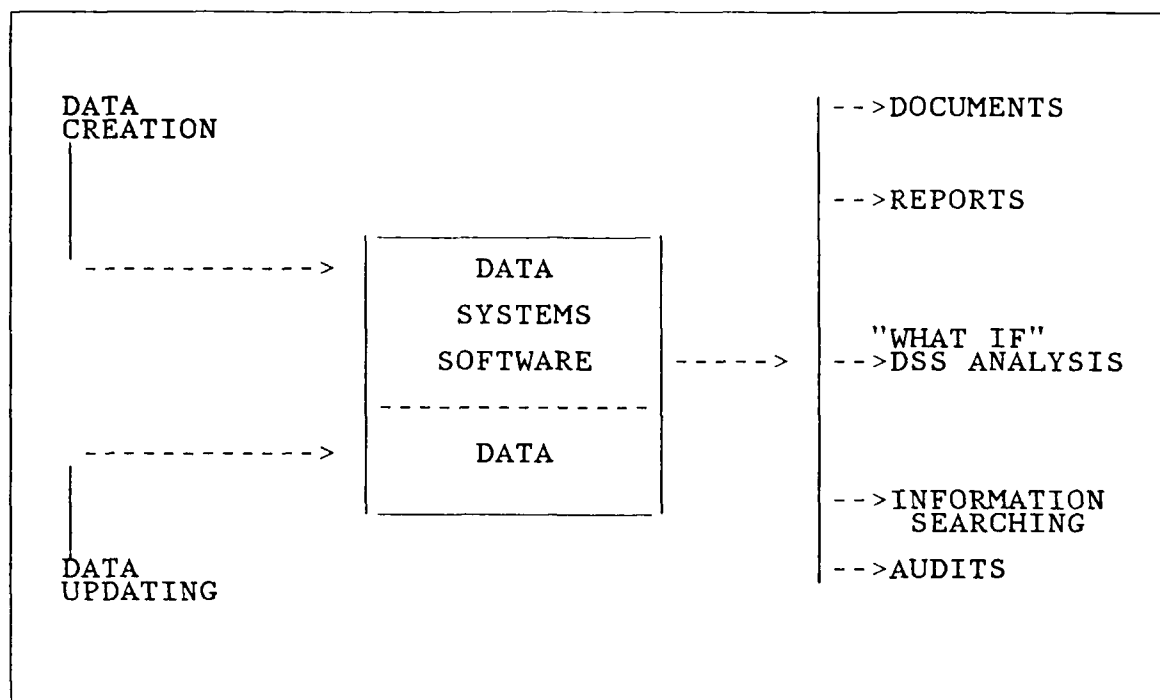 DATA
CREATION
DATA
UPDATING
DATA
SYSTEMS
SOFTWARE
DATA
-->DOCUMENTS
-->REPORTS
"WHAT IF"
-->DSS ANALYSIS
-->INFORMATION
SEARCHING
-->AUDITS